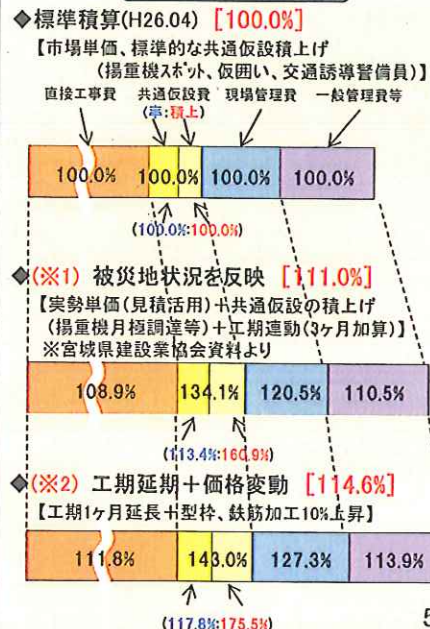 ◆標準積算(H26.04) [100.0%]
【市場単価、標準的な共通仮設積上げ
(揚重機スポット、仮囲い、交通誘導警備員)】
直接工事費 共通仮設費 現場管理費 一般管理費等
(率:積上)
100.0% 100.0% 100.0% 100.0%
(100.0%:100.0%)
◆(※1) 被災地状況を反映 [111.0%]
【実勢単価(見積活用)+共通仮設の積上げ
(揚重機月極調達等)+工期連動(3ヶ月加算)】
※宮城県建設業協会資料より
108.9% 134.1% 120.5% 110.5%
(113.4%:160.9%)
◆(※2) 工期延期+価格変動 [114.6%]
【工期1ヶ月延長+型枠、鉄筋加工10%上昇】
111.8% 143.0% 127.3% 113.9%
(117.8%:175.5%)
5